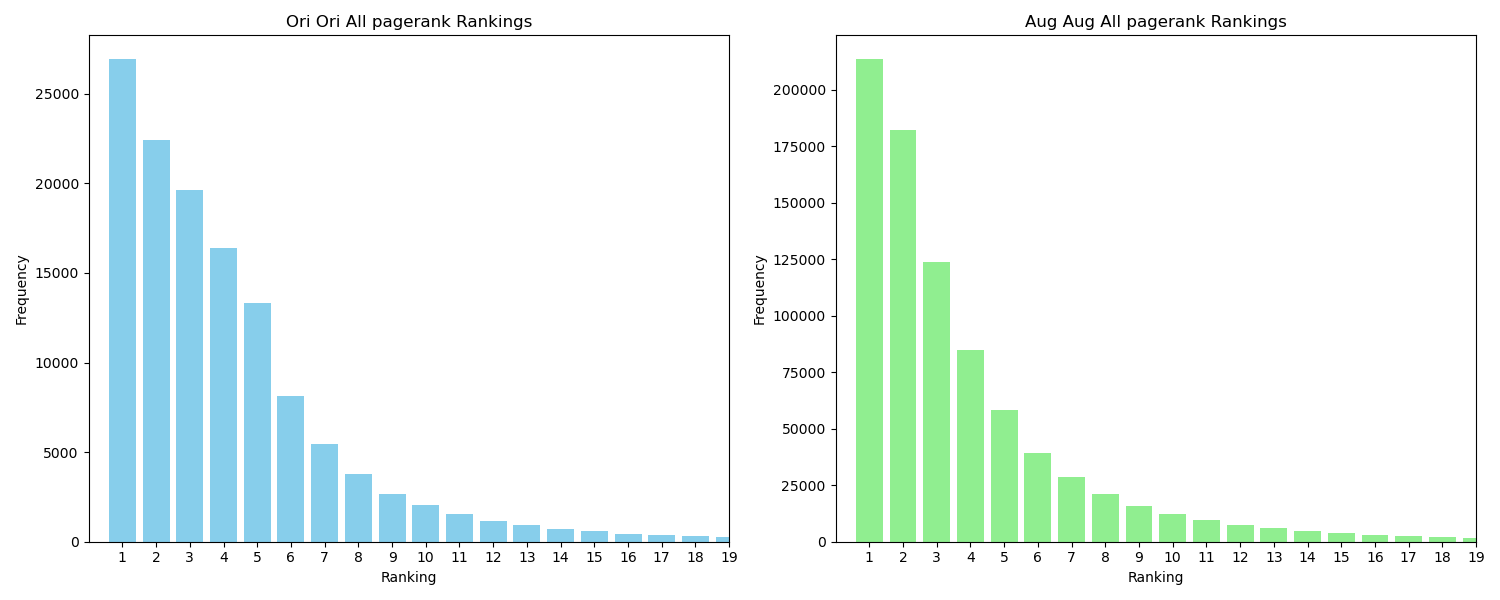 Ori Ori All pagerank Rankings
Frequency
25000
20000
15000
10000
5000
0
1 2 3 4 5 6 7 8 9 10 11 12 13 14 15 16 17 18 19
Ranking
Aug Aug All pagerank Rankings
Frequency
200000
175000
150000
125000
100000
75000
50000
25000
0
1 2 3 4 5 6 7 8 9 10 11 12 13 14 15 16 17 18 19
Ranking